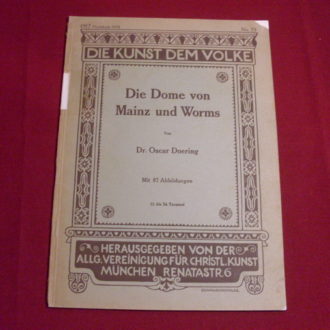 DIE KUNST DEM VOLKE
Die Dome von
Mainz und Worms
Von
Dr. Oscar Doering
Mit 67 Abbildungen
HERAUSGEGEBEN VON DER
ALLG. VEREINIGUNG FÜR CHRISTL. KUNST
MÜNCHEN RENATASTR. 6